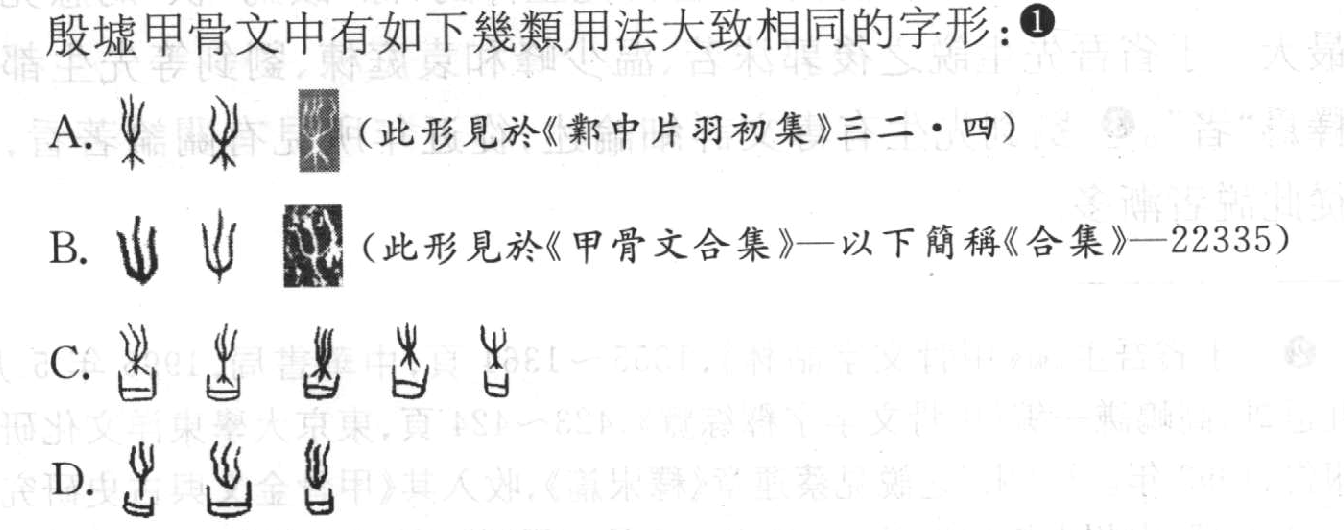 殷墟甲骨文中有如下幾類用法大致相同的字形:❶
A. (此形見於《鄴中片羽初集》三二·四)
B. (此形見於《甲骨文合集》—以下簡稱《合集》—22335)
C.
D.